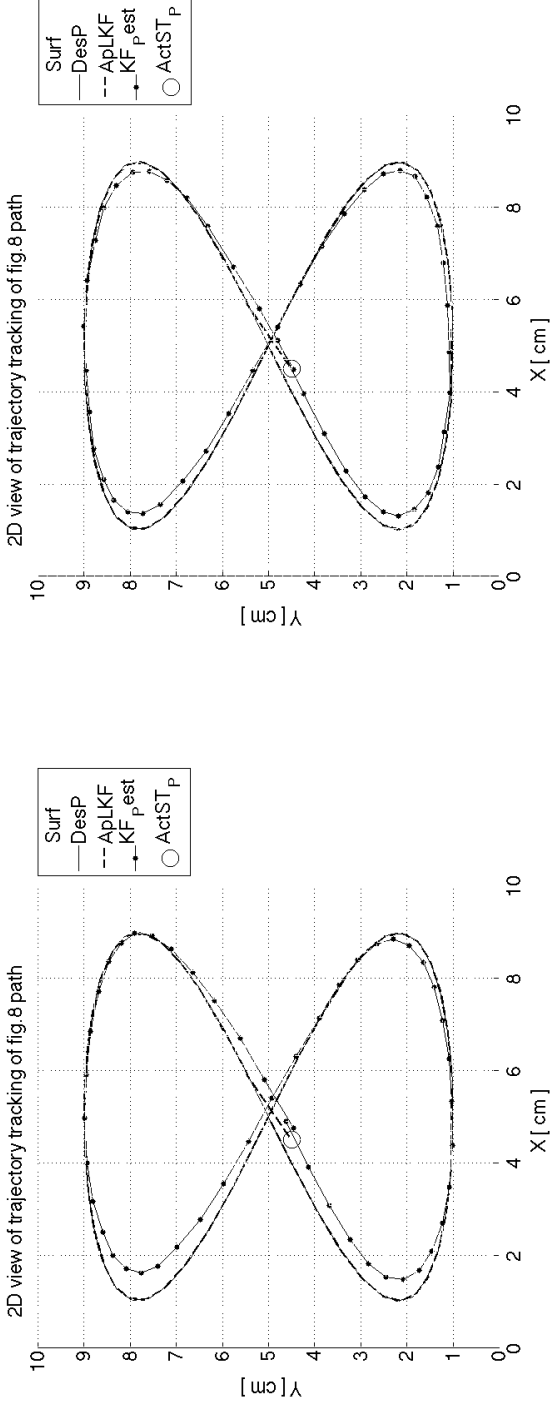 2D view of trajectory tracking of fig.8 path
Surf
DesP
ApLKF
KF_P est
ActST_P
10
9
8
7
6
5
4
3
2
1
0
Y [ cm ]
0
2
4
6
8
10
X [ cm ]
2D view of trajectory tracking of fig.8 path
Surf
DesP
ApLKF
KF_P est
ActST_P
10
9
8
7
6
5
4
3
2
1
0
Y [ cm ]
0
2
4
6
8
10
X [ cm ]